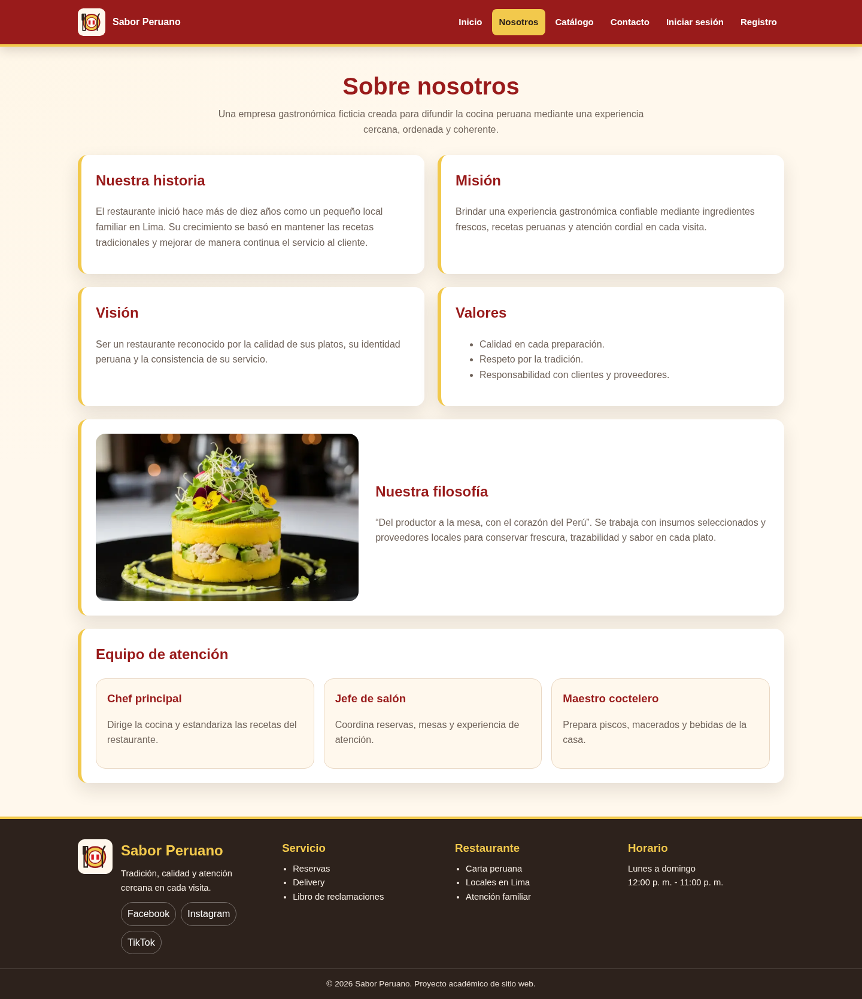 Sabor Peruano
Inicio
Nosotros
Catálogo
Contacto
Iniciar sesión
Registro
Sobre nosotros
Una empresa gastronómica ficticia creada para difundir la cocina peruana mediante una experiencia
cercana, ordenada y coherente.
Nuestra historia
El restaurante inició hace más de diez años como un pequeño local
familiar en Lima. Su crecimiento se basó en mantener las recetas
tradicionales y mejorar de manera continua el servicio al cliente.
Misión
Brindar una experiencia gastronómica confiable mediante ingredientes
frescos, recetas peruanas y atención cordial en cada visita.
Visión
Ser un restaurante reconocido por la calidad de sus platos, su identidad
peruana y la consistencia de su servicio.
Valores
• Calidad en cada preparación.
• Respeto por la tradición.
• Responsabilidad con clientes y proveedores.
Nuestra filosofía
“Del productor a la mesa, con el corazón del Perú”. Se trabaja con insumos seleccionados y
proveedores locales para conservar frescura, trazabilidad y sabor en cada plato.
Equipo de atención
Chef principal
Dirige la cocina y estandariza las recetas del
restaurante.
Jefe de salón
Coordina reservas, mesas y experiencia de
atención.
Maestro coctelero
Prepara piscos, macerados y bebidas de la
casa.
Sabor Peruano
Tradición, calidad y atención
cercana en cada visita.
Facebook
Instagram
TikTok
Servicio
• Reservas
• Delivery
• Libro de reclamaciones
Restaurante
• Carta peruana
• Locales en Lima
• Atención familiar
Horario
Lunes a domingo
12:00 p. m. - 11:00 p. m.
© 2026 Sabor Peruano. Proyecto académico de sitio web.